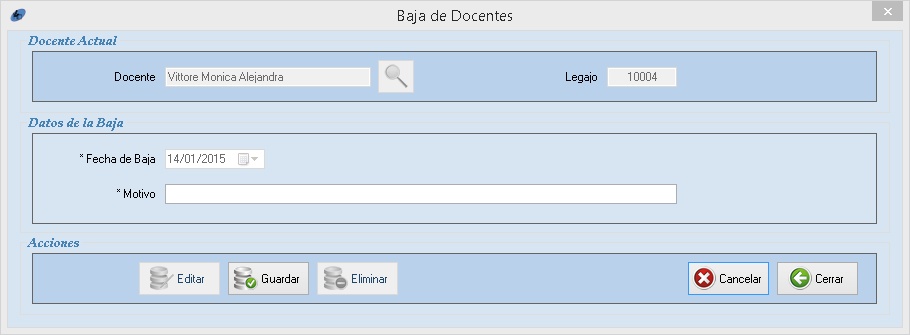 Baja de Docentes
Docente Actual
Docente Vittore Monica Alejandra Legajo 10004
Datos de la Baja
* Fecha de Baja 14/01/2015
* Motivo
Acciones
Editar Guardar Eliminar Cancelar Cerrar